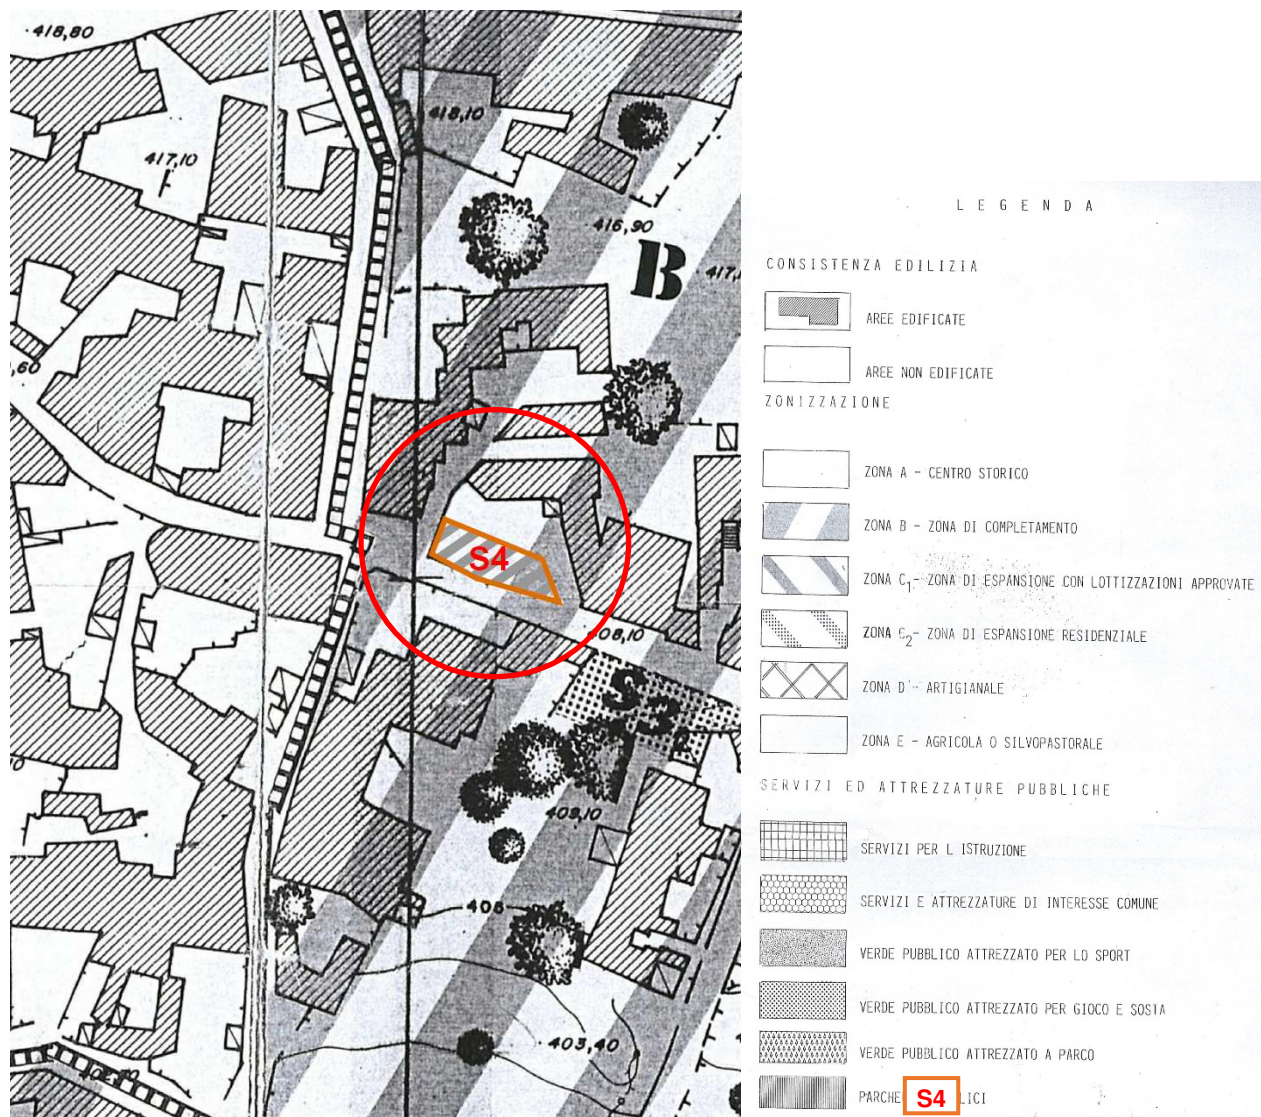 418,80
418,10
417,10
416,90
B
417,
,60
S4
408,10
S3
409,10
406
403,40
L E G E N D A
CONSISTENZA EDILIZIA
AREE EDIFICATE
AREE NON EDIFICATE
ZONIZZAZIONE
ZONA A - CENTRO STORICO
ZONA B - ZONA DI COMPLETAMENTO
ZONA C1- ZONA DI ESPANSIONE CON LOTTIZZAZIONI APPROVATE
ZONA C2- ZONA DI ESPANSIONE RESIDENZIALE
ZONA D - ARTIGIANALE
ZONA E - AGRICOLA O SILVOPASTORALE
SERVIZI ED ATTREZZATURE PUBBLICHE
SERVIZI PER L ISTRUZIONE
SERVIZI E ATTREZZATURE DI INTERESSE COMUNE
VERDE PUBBLICO ATTREZZATO PER LO SPORT
VERDE PUBBLICO ATTREZZATO PER GIOCO E SOSTA
VERDE PUBBLICO ATTREZZATO A PARCO
PARCHE S4 LICI